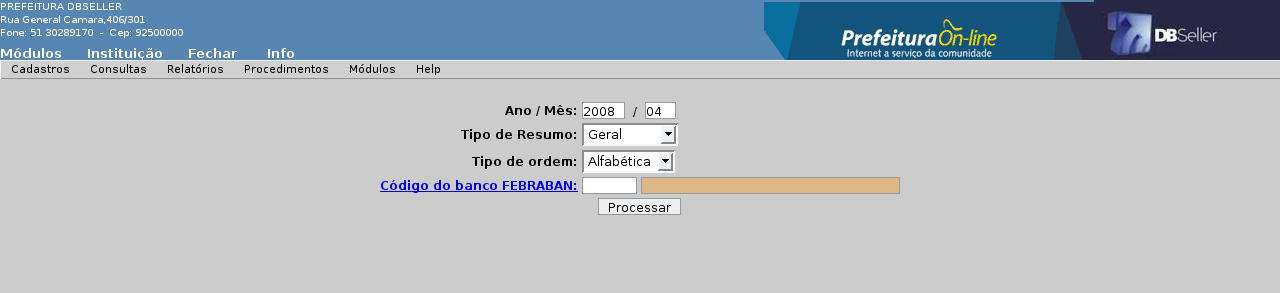 PREFEITURA DBSELLER
Rua General Camara,406/301
Fone: 51 30289170 - Cep: 92500000
Módulos Instituição Fechar Info
Prefeitura On-line
Internet a serviço da comunidade
DBSeller
Cadastros Consultas Relatórios Procedimentos Módulos Help
Ano / Mês: 2008 / 04
Tipo de Resumo: Geral
Tipo de ordem: Alfabética
Código do banco FEBRABAN:
Processar